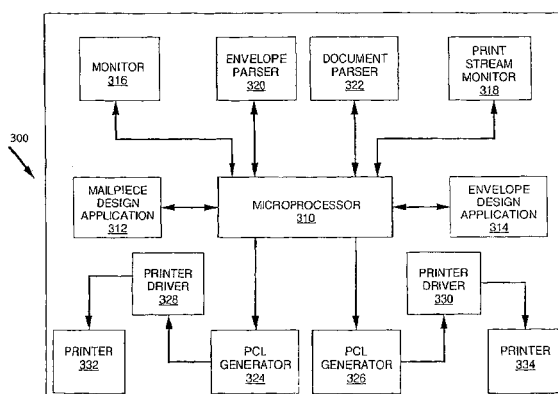 MONITOR
316
ENVELOPE
PARSER
320
DOCUMENT
PARSER
322
PRINT
STREAM
MONITOR
318
300
MAILPIECE
DESIGN
APPLICATION
312
MICROPROCESSOR
310
ENVELOPE
DESIGN
APPLICATION
314
PRINTER
DRIVER
328
PRINTER
DRIVER
330
PRINTER
332
PCL
GENERATOR
324
PCL
GENERATOR
326
PRINTER
334